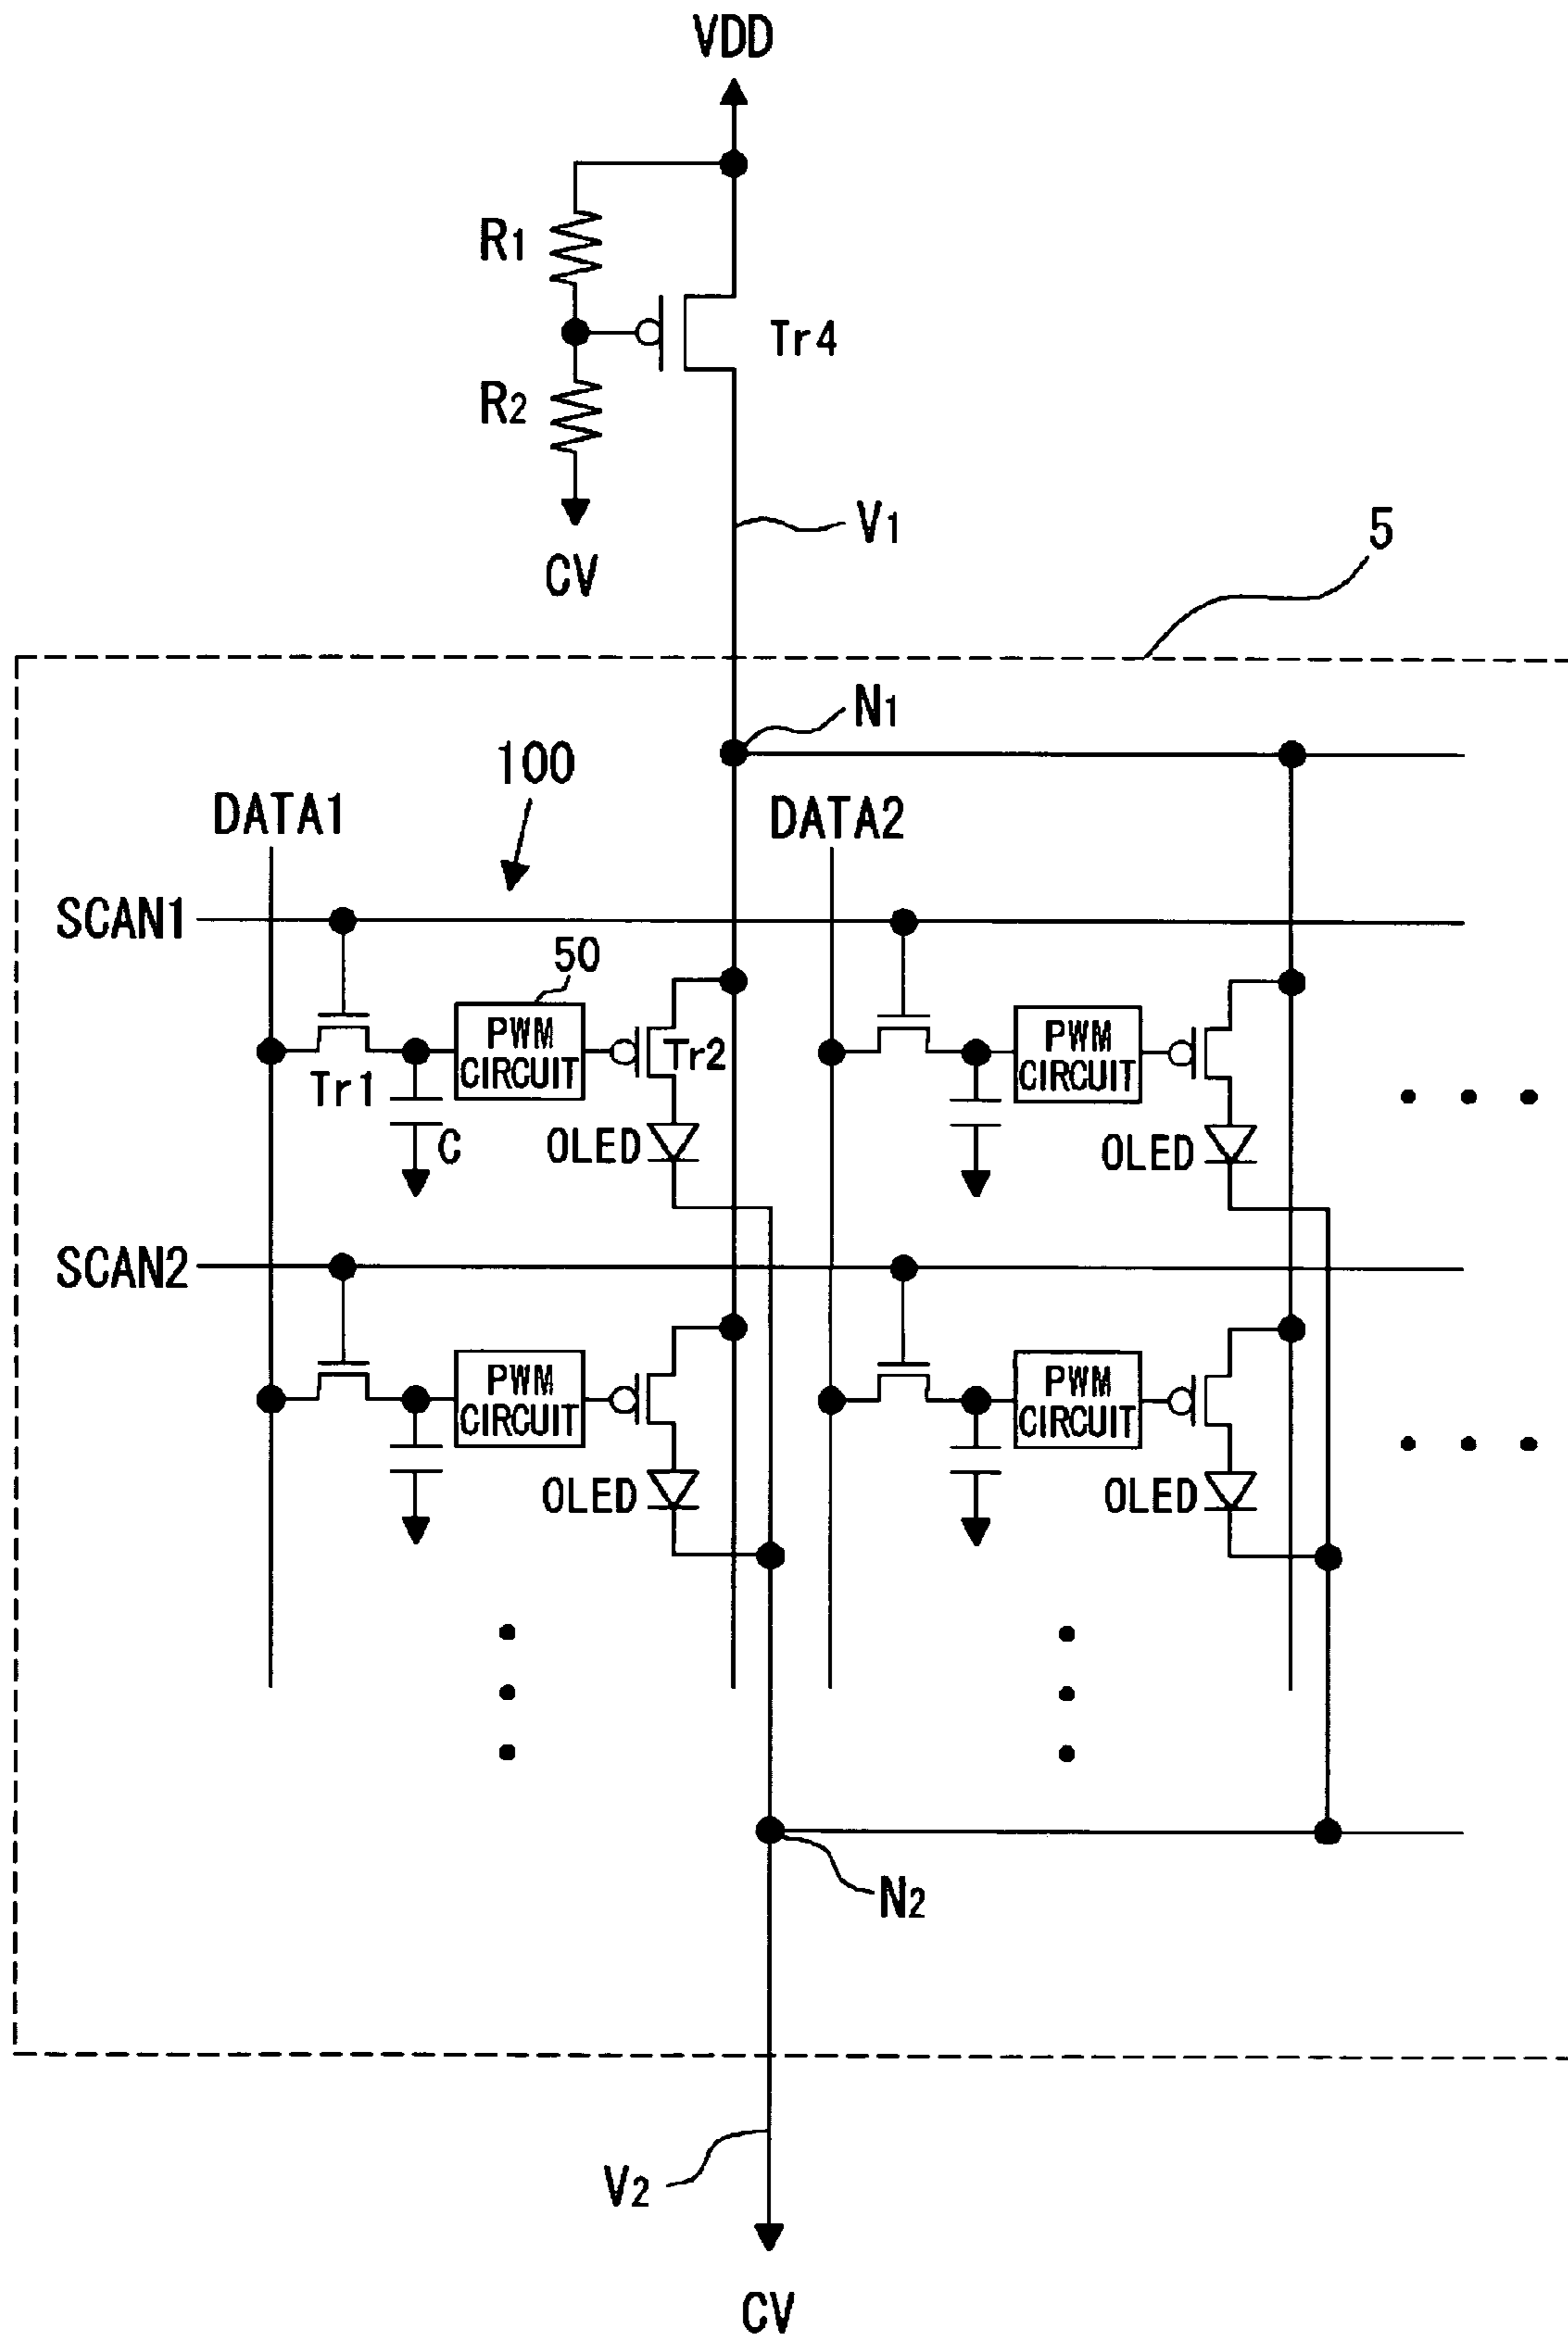 VDD
R1
Tr4
R2
V1
CV
5
N1
100
DATA1
DATA2
SCAN1
50
PWM
CIRCUIT
Tr2
PWM
CIRCUIT
Tr1
C
OLED
OLED
SCAN2
PWM
CIRCUIT
PWM
CIRCUIT
OLED
OLED
N2
V2
CV